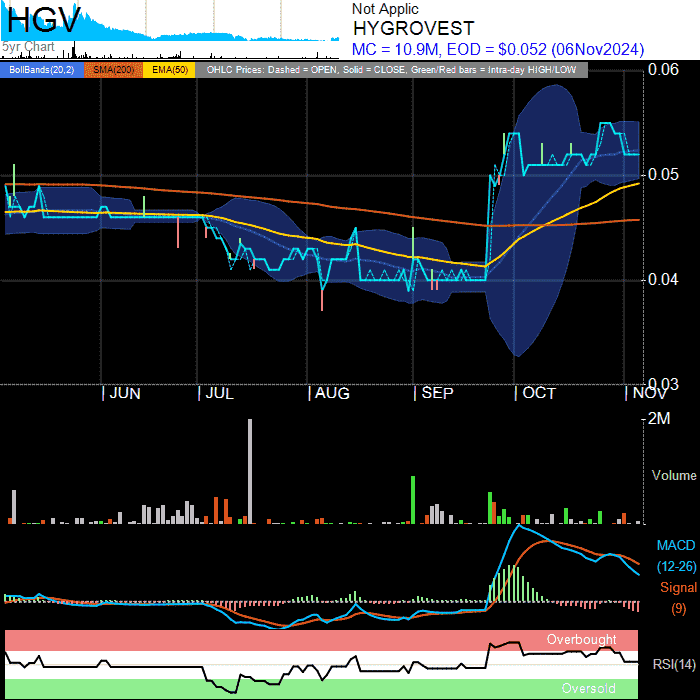 HGV
5yr Chart
Not Applic
HYGROVEST
MC = 10.9M, EOD = $0.052 (06Nov2024)
BollBands(20,2) SMA(200) EMA(50) OHLC Prices: Dashed = OPEN, Solid = CLOSE, Green/Red bars = Intra-day HIGH/LOW
0.06
0.05
0.04
0.03
JUN JUL AUG SEP OCT NOV
2M
Volume
MACD
(12-26)
Signal
(9)
Overbought
RSI(14)
Oversold